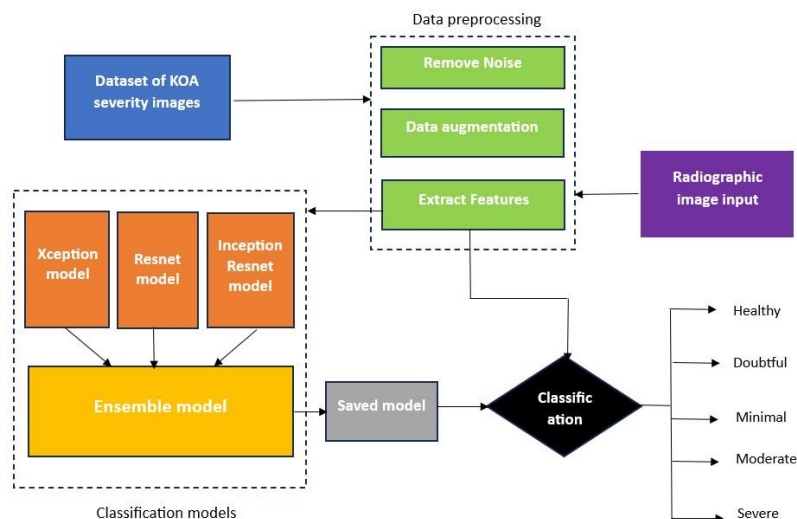 Data preprocessing
Dataset of KOA
severity images
Remove Noise
Data augmentation
Extract Features
Radiographic
image input
Xception
model
Resnet
model
Inception
Resnet
model
Ensemble model
Saved model
Classific
ation
Healthy
Doubtful
Minimal
Moderate
Severe
Classification models